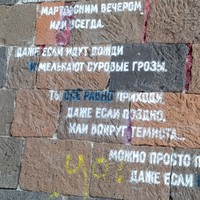 МАРТОВСКИМ ВЕЧЕРОМ,
ИЛИ ВСЕГДА.
ДАЖЕ ЕСЛИ ИДУТ ДОЖДИ
И МЕЛЬКАЮТ СУРОВЫЕ ГРОЗЫ.
ТЫ ВСЕ РАВНО ПРИХОДИ,
ДАЖЕ ЕСЛИ ПОЗДНО,
ИЛИ ВОКРУГ ТЕМНОТА...
МОЖНО ПРОСТО
ДАЖЕ ЕСЛИ